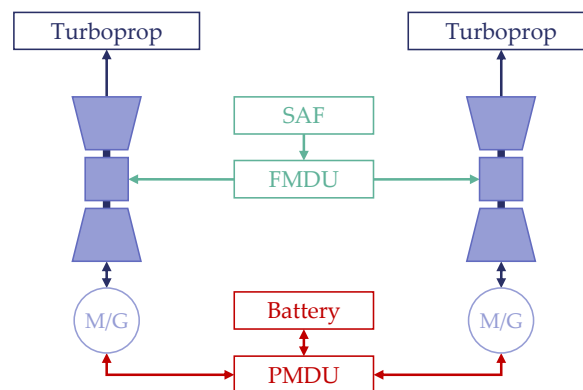 Turboprop
Turboprop
SAF
FMDU
M/G
Battery
M/G
PMDU